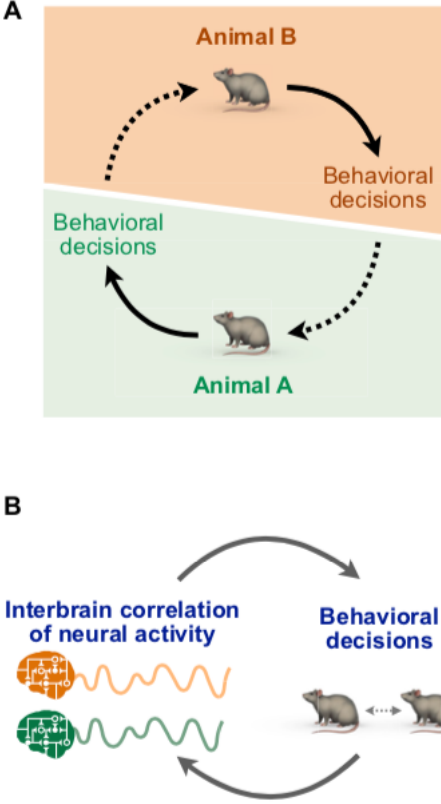 A
Animal B
Behavioral
decisions
Behavioral
decisions
Animal A
B
Interbrain correlation
of neural activity
Behavioral
decisions